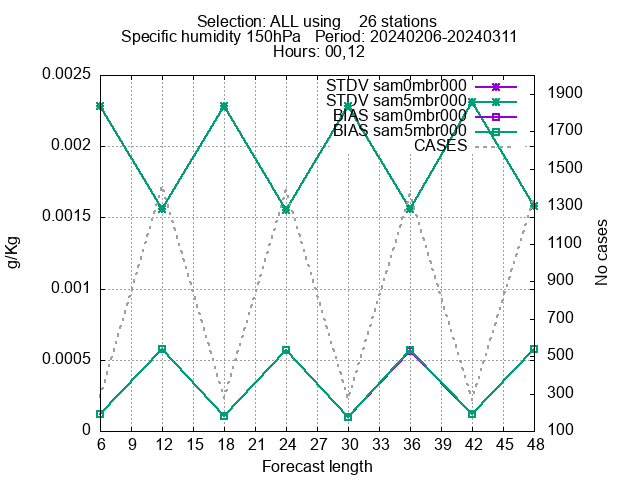 Selection: ALL using    26 stations
Specific humidity 150hPa   Period: 20240206-20240311
Hours: 00,12
STDV sam0mbr000
STDV sam5mbr000
BIAS sam0mbr000
BIAS sam5mbr000
CASES
0.0025
0.002
0.0015
0.001
0.0005
0
g/Kg
1900
1700
1500
1300
1100
900
700
500
300
100
No cases
6 9 12 15 18 21 24 27 30 33 36 39 42 45 48
Forecast length